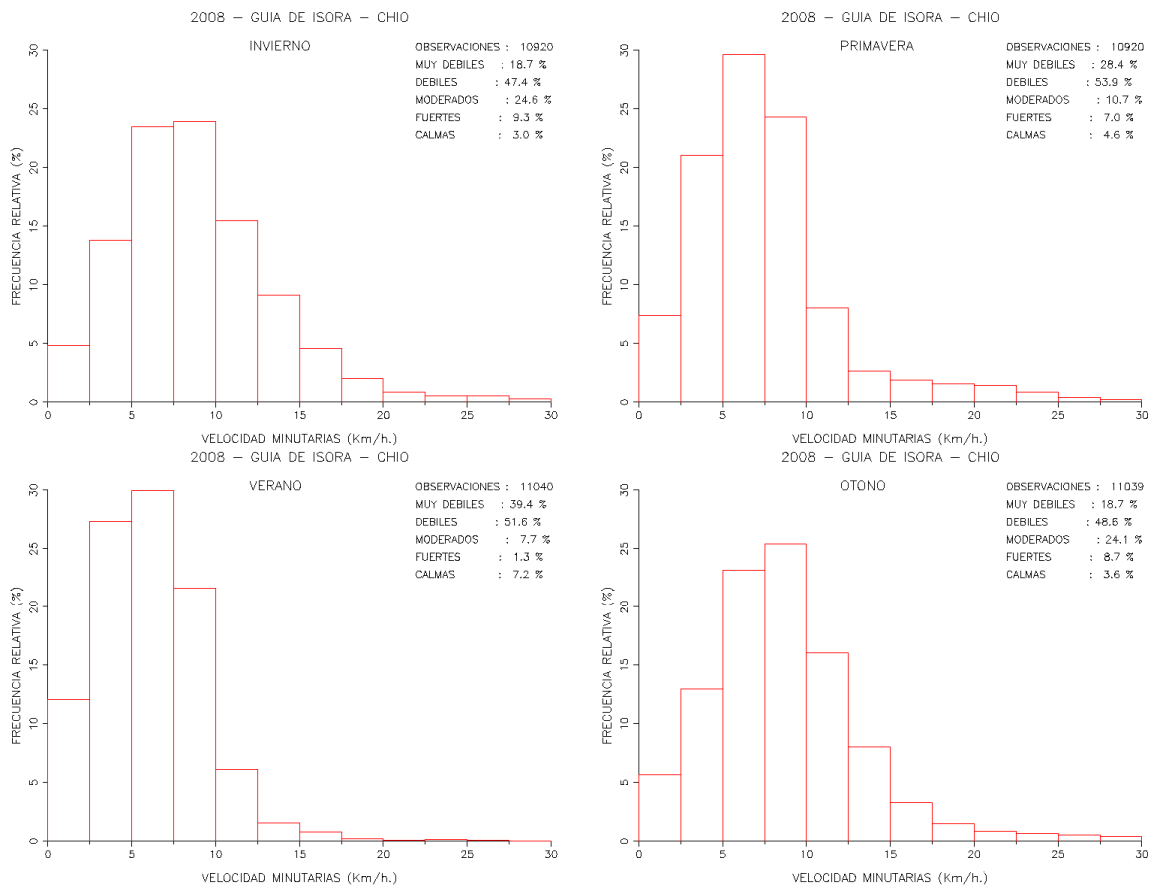 2008 – GUIA DE ISORA – CHIO
INVIERNO
OBSERVACIONES : 10920
MUY DEBILES : 18.7 %
DEBILES : 47.4 %
MODERADOS : 24.6 %
FUERTES : 9.3 %
CALMAS : 3.0 %
FRECUENCIA RELATIVA (%)
30
25
20
15
10
5
0
0 5 10 15 20 25 30
VELOCIDAD MINUTARIAS (Km/h.)
2008 – GUIA DE ISORA – CHIO
PRIMAVERA
OBSERVACIONES : 10920
MUY DEBILES : 28.4 %
DEBILES : 53.9 %
MODERADOS : 10.7 %
FUERTES : 7.0 %
CALMAS : 4.6 %
FRECUENCIA RELATIVA (%)
30
25
20
15
10
5
0
0 5 10 15 20 25 30
VELOCIDAD MINUTARIAS (Km/h.)
2008 – GUIA DE ISORA – CHIO
VERANO
OBSERVACIONES : 11040
MUY DEBILES : 39.4 %
DEBILES : 51.6 %
MODERADOS : 7.7 %
FUERTES : 1.3 %
CALMAS : 7.2 %
FRECUENCIA RELATIVA (%)
30
25
20
15
10
5
0
0 5 10 15 20 25 30
VELOCIDAD MINUTARIAS (Km/h.)
2008 – GUIA DE ISORA – CHIO
OTONO
OBSERVACIONES : 11039
MUY DEBILES : 18.7 %
DEBILES : 48.6 %
MODERADOS : 24.1 %
FUERTES : 8.7 %
CALMAS : 3.6 %
FRECUENCIA RELATIVA (%)
30
25
20
15
10
5
0
0 5 10 15 20 25 30
VELOCIDAD MINUTARIAS (Km/h.)